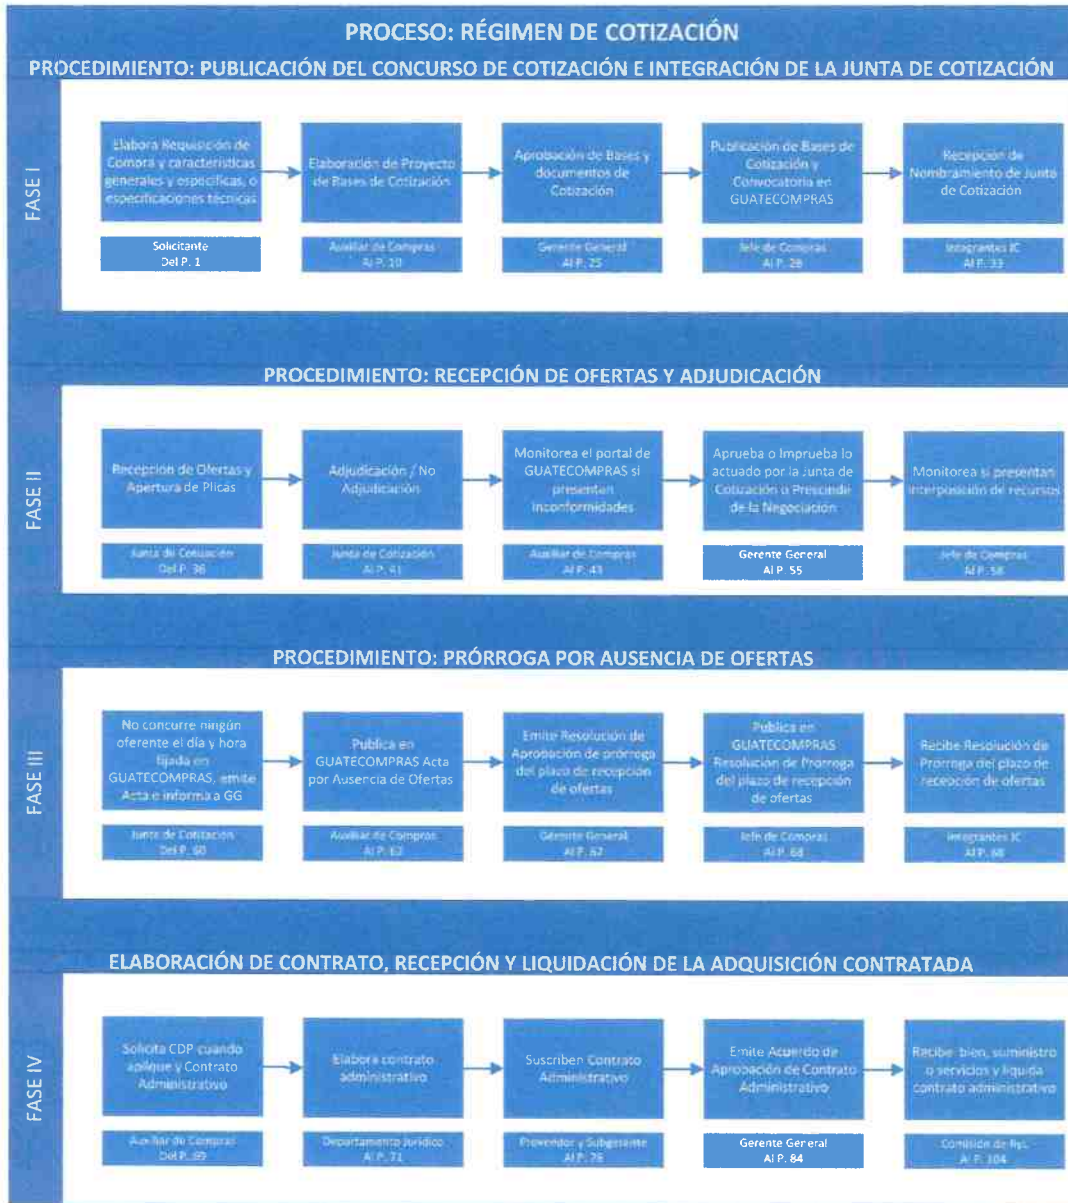 PROCESO: RÉGIMEN DE COTIZACIÓN
PROCEDIMIENTO: PUBLICACIÓN DEL CONCURSO DE COTIZACIÓN E INTEGRACIÓN DE LA JUNTA DE COTIZACIÓN
FASE I
Elabora Requisición de
Compra y características
generales y específicas, o
especificaciones técnicas
Solicitante
Del P. 1
Elaboración de Proyecto
de Bases de Cotización
Auxiliar de Compras
Al P. 10
Aprobación de Bases y
documentos de
Cotización
Gerente General
Al P. 25
Publicación de Bases de
Cotización y
Convocatoria en
GUATECOMPRAS
Jefe de Compras
Al P.
Recepción de
Nombramiento de Junta
de Cotización
Integrantes JC
Al P. 33
PROCEDIMIENTO: RECEPCIÓN DE OFERTAS Y ADJUDICACIÓN
FASE II
Recepción de Ofertas y
Apertura de Plicas
Junta de Cotización
Del P. 36
Adjudicación / No
Adjudicación
Junta de Cotización
Al P. 41
Monitorea el portal de
GUATECOMPRAS si
presentan
inconformidades
Auxiliar de Compras
Al P. 43
Aprueba o Imprueba lo
actuado por la Junta de
Cotización o Prescinde
de la Negociación
Gerente General
Al P. 55
Monitorea si presentan
interposición de recursos
Jefe de Compras
Al P.
PROCEDIMIENTO: PRÓRROGA POR AUSENCIA DE OFERTAS
FASE III
No concurre ningún
oferente el día y hora
fijada en
GUATECOMPRAS, emite
Acta e informa a GG
Junta de Cotización
Del P. 60
Publica en
GUATECOMPRAS Acta
por Ausencia de Ofertas
Auxiliar de Compras
Al P. 62
Emite Resolución de
Aprobación de prórroga
del plazo de recepción
de ofertas
Gerente General
Al P.
Publica en
GUATECOMPRAS
Resolución de Prórroga
del plazo de recepción
de ofertas
Jefe de Compras
Al P.
Recibe Resolución de
Prórroga del plazo de
recepción de ofertas
Integrantes JC
Al P.
ELABORACIÓN DE CONTRATO, RECEPCIÓN Y LIQUIDACIÓN DE LA ADQUISICIÓN CONTRATADA
FASE IV
Solicita CDP cuando
aplique y Contrato
Administrativo
Auxiliar de Compras
Del P.
Elabora contrato
administrativo
Departamento Jurídico
Al P. 71
Suscriben Contrato
Administrativo
Proveedor y Subgerente
Al P.
Emite Acuerdo de
Aprobación de Contrato
Administrativo
Gerente General
Al P. 84
Recibe bien, suministro
o servicios y liquida
contrato administrativo
Comisión de RyL
Al P. 104